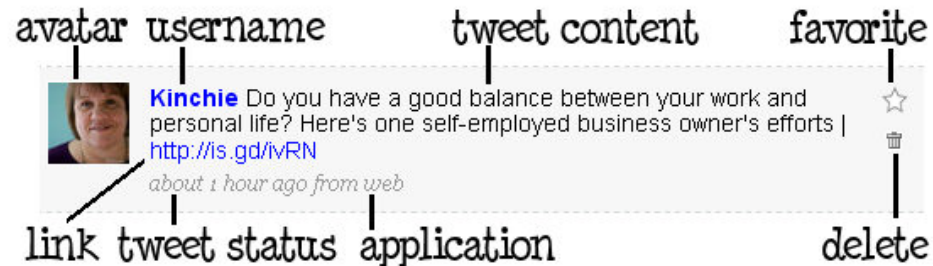 avatar username tweet content favorite
Kinchie Do you have a good balance between your work and
personal life? Here's one self-employed business owner's efforts |
http://is.gd/ivRN
about 1 hour ago from web
link tweet status application delete